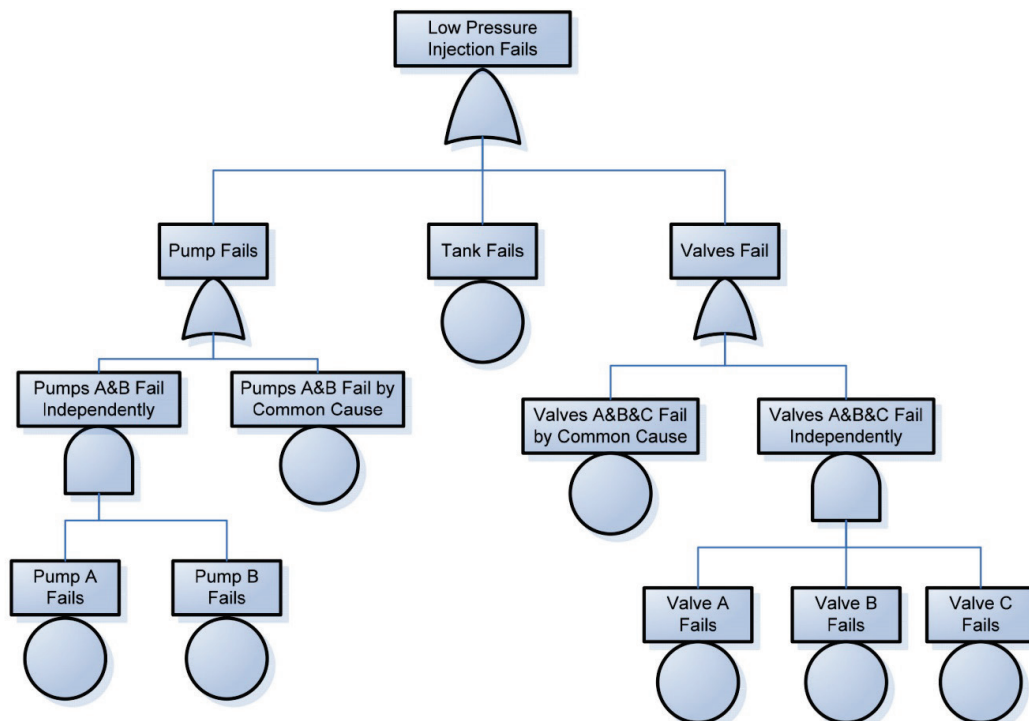 Low Pressure
Injection Fails
Pump Fails
Tank Fails
Valves Fail
Pumps A&B Fail
Independently
Pumps A&B Fail by
Common Cause
Valves A&B&C Fail
by Common Cause
Valves A&B&C Fail
Independently
Pump A
Fails
Pump B
Fails
Valve A
Fails
Valve B
Fails
Valve C
Fails